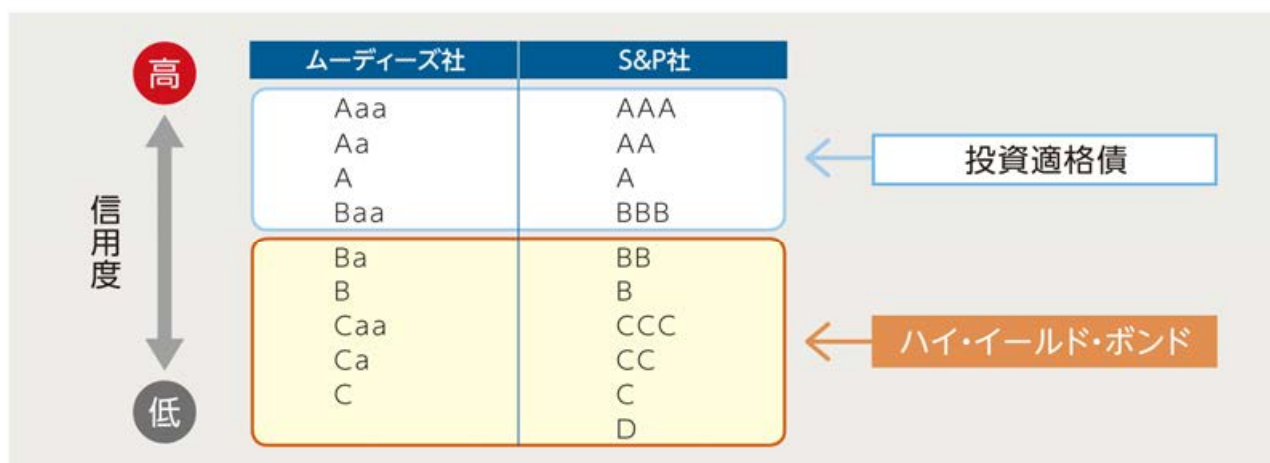 高
信用度
低
ムーディーズ社 S&P社
Aaa AAA
Aa AA
A A
Baa BBB
Ba BB
B B
Caa CCC
Ca CC
C C
D
投資適格債
ハイ・イールド・ボンド